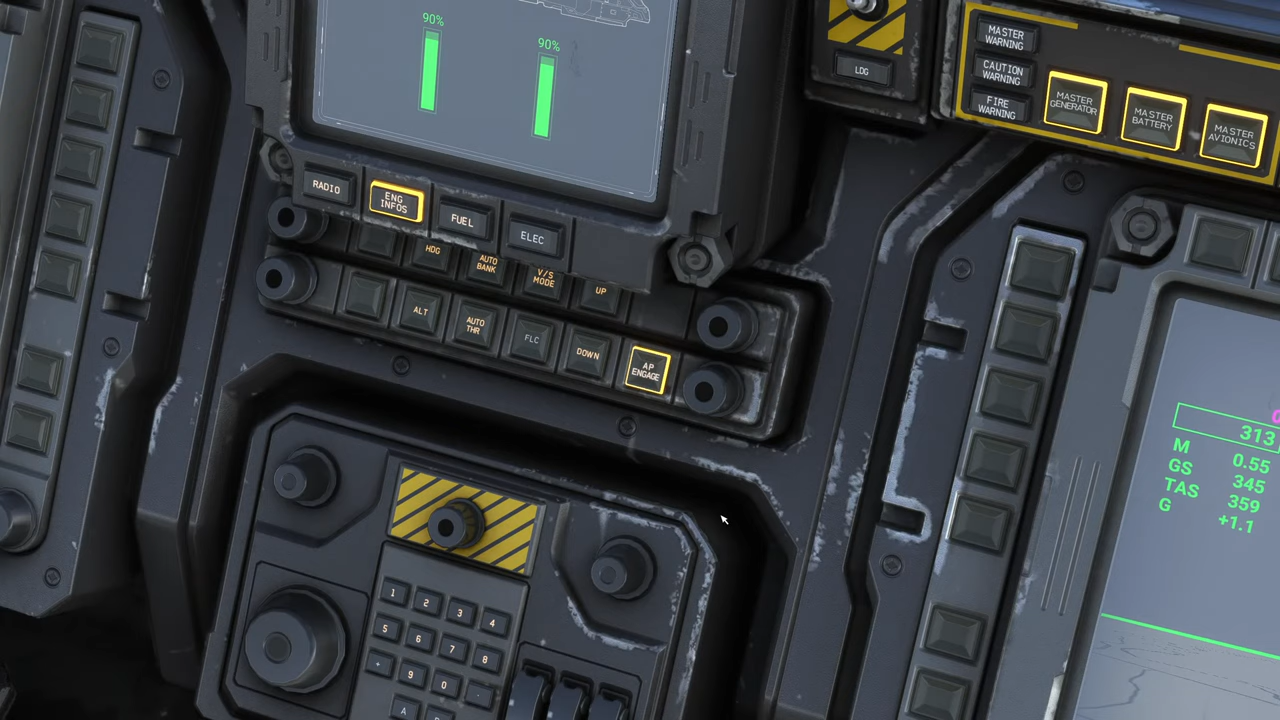 90%
90%
LDG
MASTER
WARNING
CAUTION
WARNING
FIRE
WARNING
MASTER
GENERATOR
MASTER
BATTERY
MASTER
AVIONICS
RADIO
ENG
INFOS
FUEL
ELEC
HDG
AUTO
BANK
V/S
MODE
UP
ALT
AUTO
THR
FLC
DOWN
AP
ENGAGE
313
M 0.55
GS 345
TAS 359
G +1.1
1 2 3 4
5 6 7 8
9 0
A